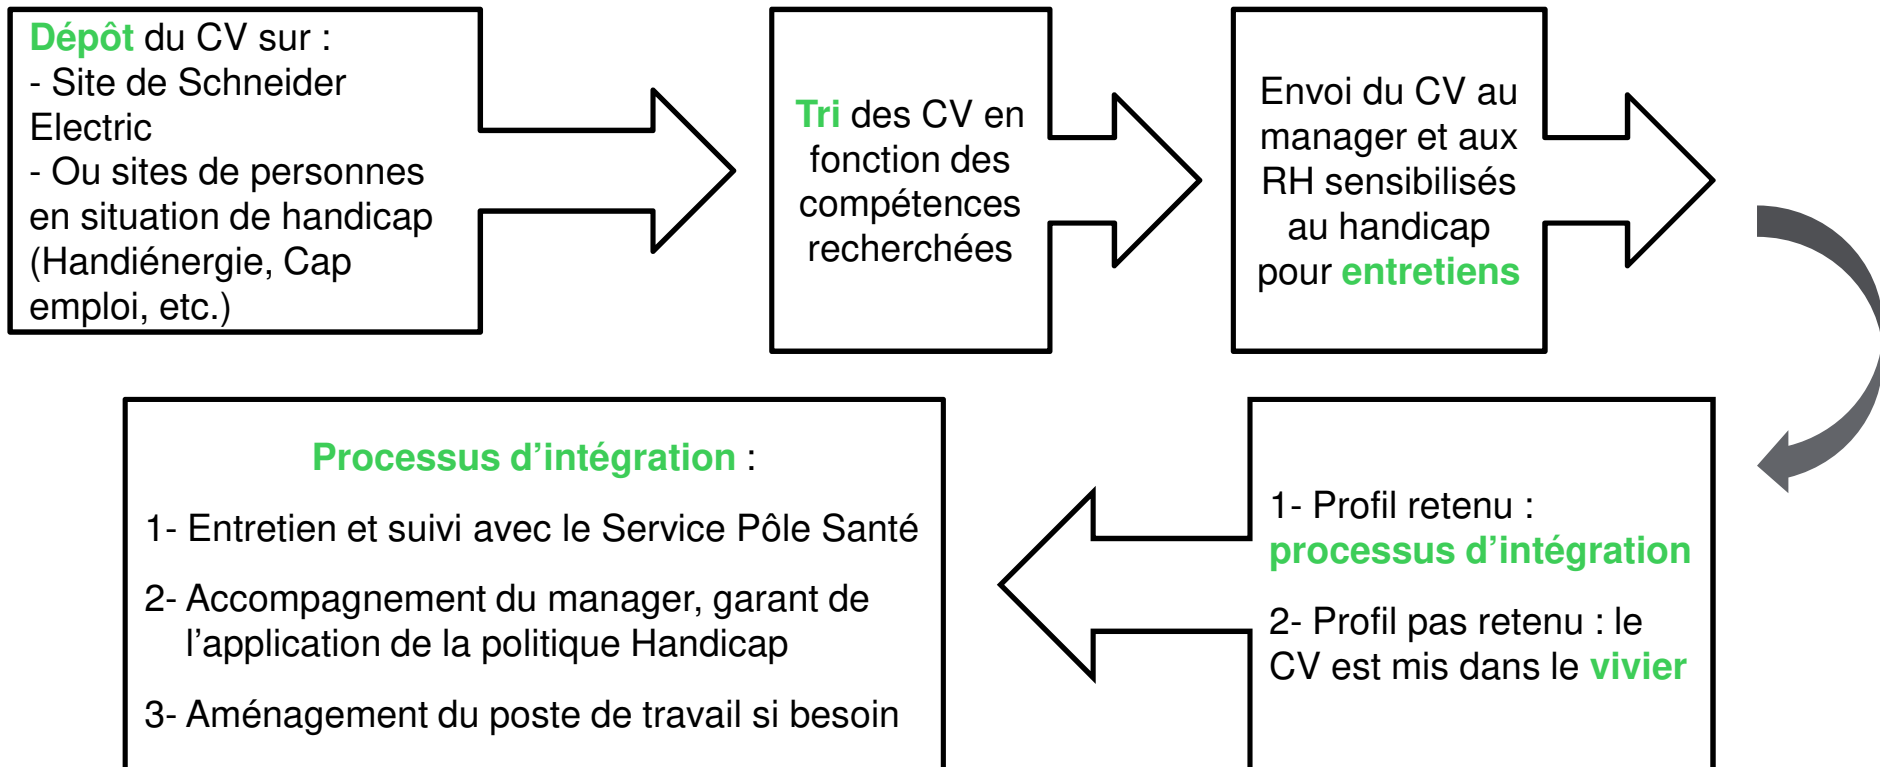 Dépôt du CV sur :
- Site de Schneider
Electric
- Ou sites de personnes
en situation de handicap
(Handiénergie, Cap
emploi, etc.)
Tri des CV en
fonction des
compétences
recherchées
Envoi du CV au
manager et aux
RH sensibilisés
au handicap
pour entretiens
1- Profil retenu :
processus d’intégration
2- Profil pas retenu : le
CV est mis dans le vivier
Processus d’intégration :
1- Entretien et suivi avec le Service Pôle Santé
2- Accompagnement du manager, garant de
l’application de la politique Handicap
3- Aménagement du poste de travail si besoin